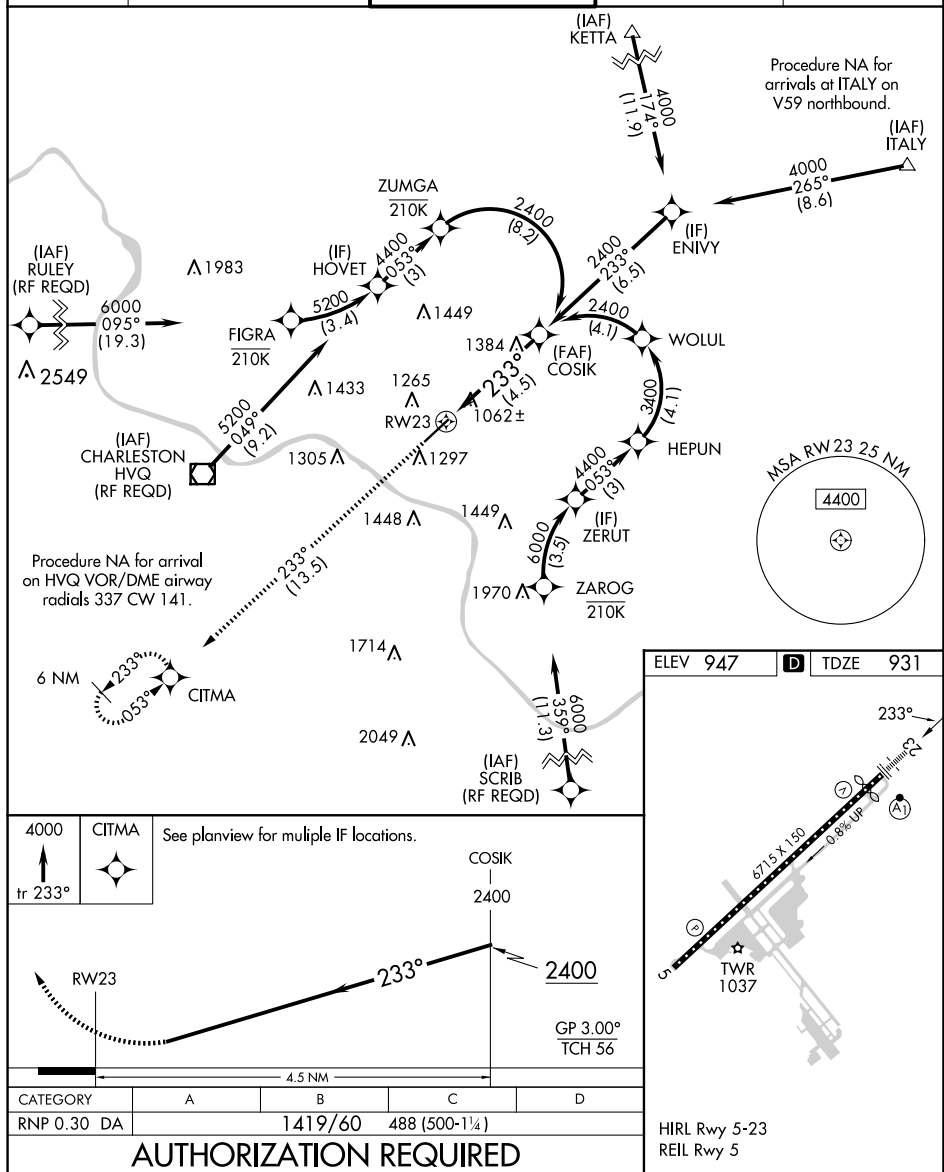 (IAF)
KETTA
4000
174°
(11.9)
Procedure NA for
arrivals at ITALY on
V59 northbound.
(IAF)
ITALY
4000
265°
(8.6)
ZUMGA
210K
2400
(8.2)
(IF)
ENIVY
2400
233°
(6.5)
(IF)
HOVET
4400
053°
(3)
(IAF)
RULEY
(RF REQD)
6000
095°
(19.3)
1983
5200
(3.4)
FIGRA
210K
1449
1384
2400
(4.1)
WOLUL
(FAF)
COSIK
2549
1433
1265
233°
(4.5)
RW23
1062 ±
3400
(4.1)
5200
049°
(9.2)
(IAF)
CHARLESTON
HVQ
(RF REQD)
1305
1297
4400
053°
(3)
HEPUN
MSA RW 23 25 NM
4400
1448
1449
(IF)
ZERUT
6000
(3.5)
233°
(13.5)
Procedure NA for arrival
on HVQ VOR/DME airway
radials 337 CW 141.
1970
ZAROG
210K
1714
6 NM
233°
053°
CITMA
2049
6000
359°
(11.3)
(IAF)
SCRIB
(RF REQD)
ELEV 947
D
TDZE 931
233°
23
V
A1
0.8% UP
6715 X 150
P
5
TWR
1037
HIRL Rwy 5-23
REIL Rwy 5
4000
tr 233°
CITMA
See planview for muliple IF locations.
COSIK
2400
RW23
233°
2400
GP 3.00°
TCH 56
4.5 NM
CATEGORY A B C D
RNP 0.30 DA 1419/60 488 (500-1¼)
AUTHORIZATION REQUIRED